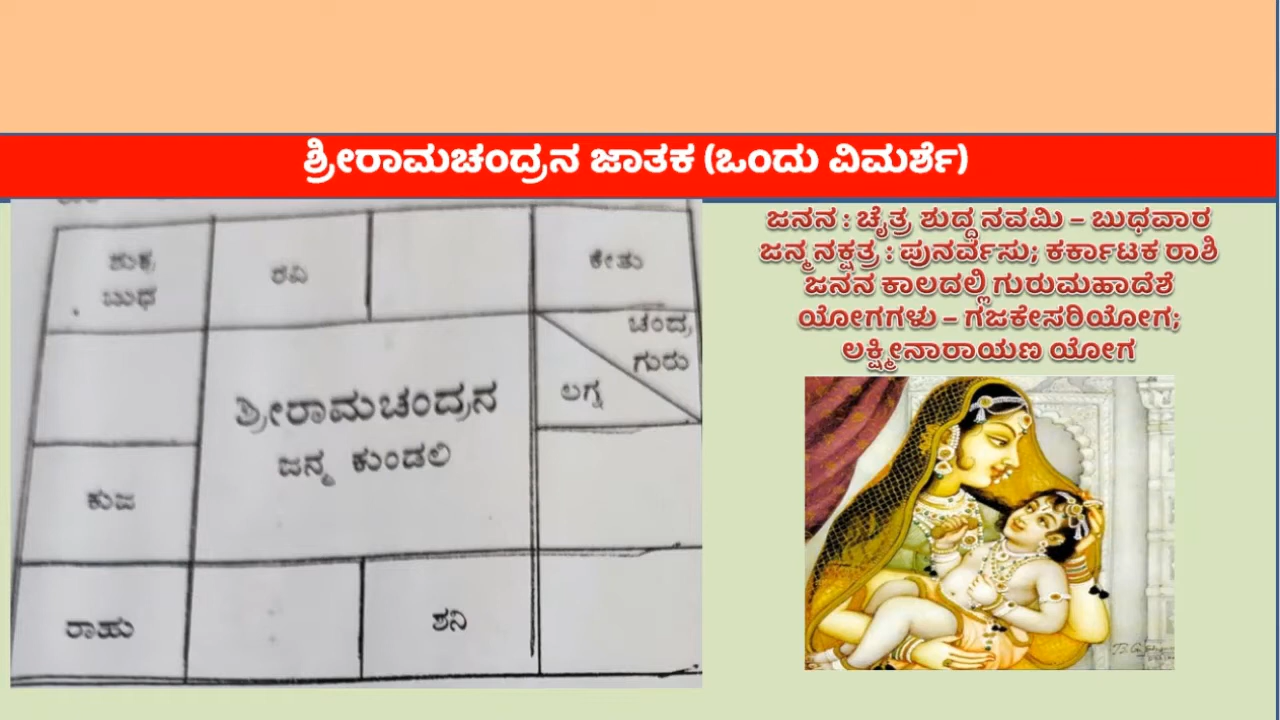 ಶ್ರೀರಾಮಚಂದ್ರನ ಜಾತಕ (ಒಂದು ವಿಮರ್ಶೆ)
ಶುಕ್ರ
ಬುಧ
ರವಿ
ಕೇತು
ಚಂದ್ರ
ಗುರು
ಲಗ್ನ
ಶ್ರೀರಾಮಚಂದ್ರನ
ಜನ್ಮ ಕುಂಡಲಿ
ಕುಜ
ರಾಹು
ಶನಿ
ಜನನ : ಚೈತ್ರ ಶುದ್ಧ ನವಮಿ – ಬುಧವಾರ
ಜನ್ಮ ನಕ್ಷತ್ರ : ಪುನರ್ವಸು; ಕರ್ಕಾಟಕ ರಾಶಿ
ಜನನ ಕಾಲದಲ್ಲಿ ಗುರುಮಹಾದೆಶೆ
ಯೋಗಗಳು – ಗಜಕೇಸರಿಯೋಗ;
ಲಕ್ಷ್ಮೀನಾರಾಯಣ ಯೋಗ